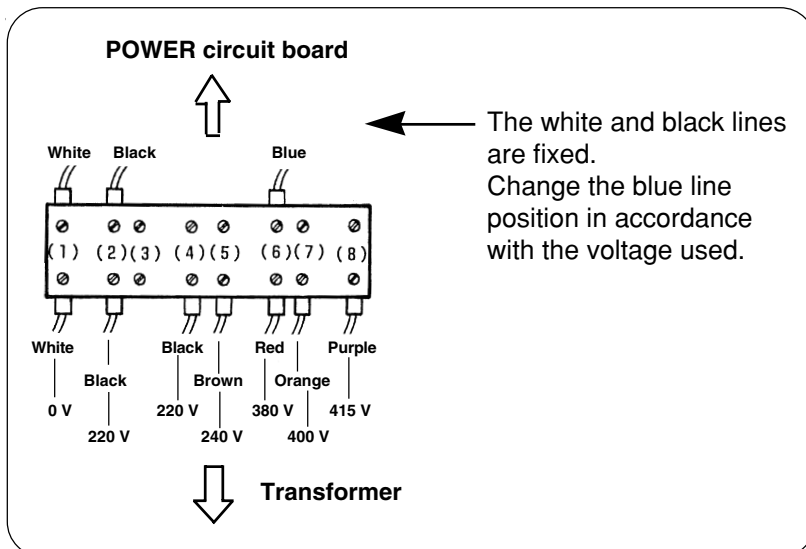 POWER circuit board
The white and black lines
are fixed.
Change the blue line
position in accordance
with the voltage used.
White Black Blue
(1) (2) (3) (4) (5) (6) (7) (8)
White Black Red Purple
Black Brown Orange
0 V 220 V 380 V 415 V
220 V 240 V 400 V
Transformer